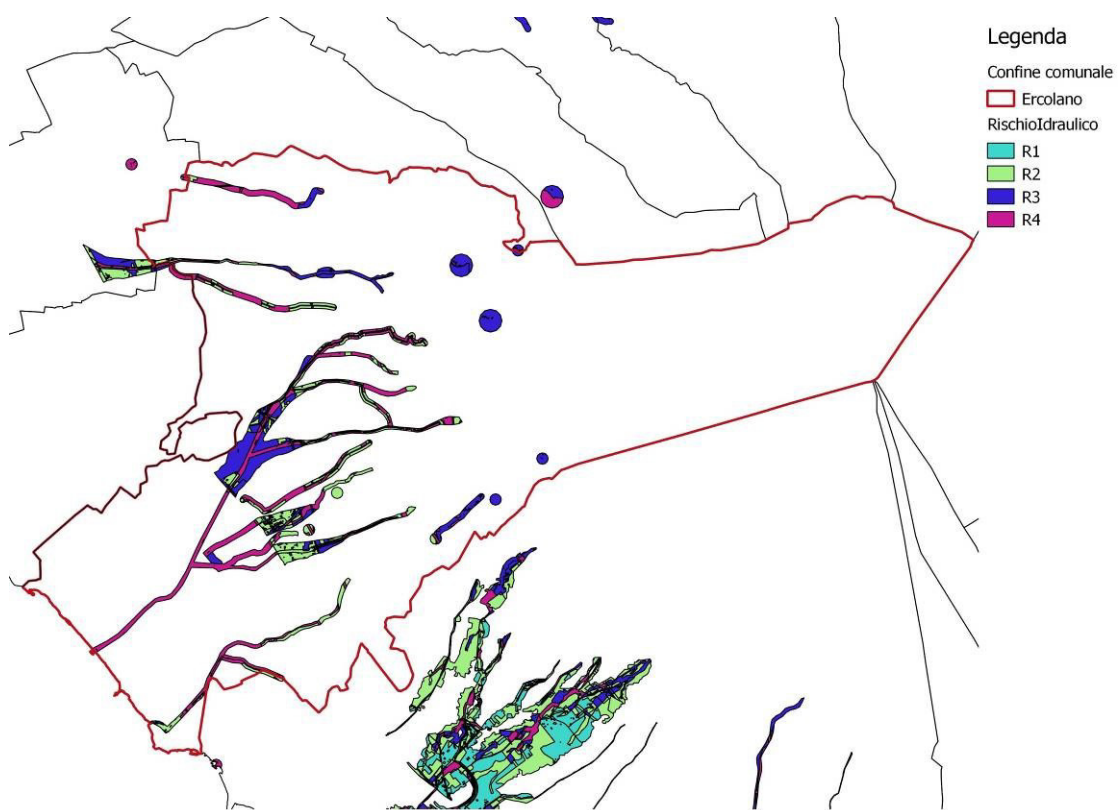 Legenda
Confine comunale
Ercolano
RischioIdraulico
R1
R2
R3
R4